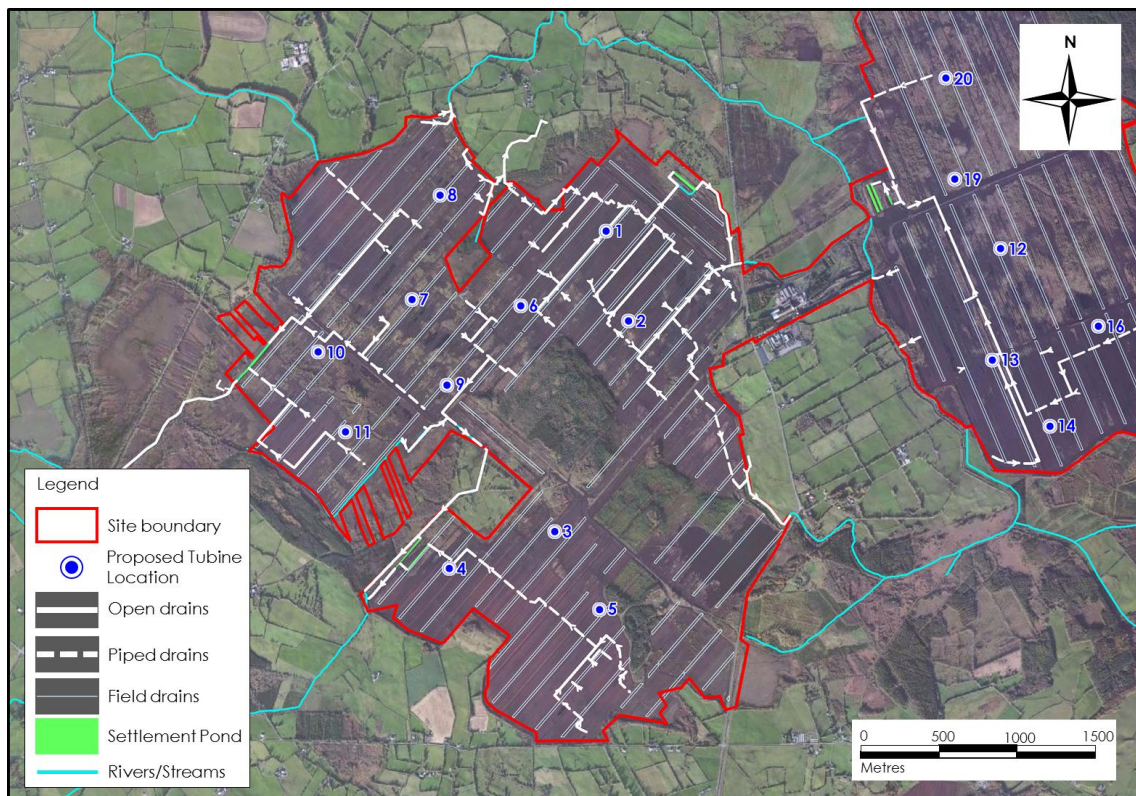 N
20
8
19
1
12
7
6
2
16
10
13
9
11
14
3
4
5
Legend
Site boundary
Proposed Tubine
Location
Open drains
Piped drains
Field drains
Settlement Pond
Rivers/Streams
0 500 1000 1500
Metres